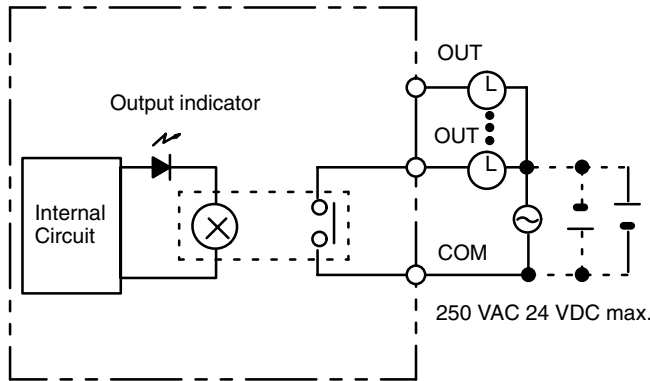 OUT
L
Output indicator
OUT
L
Internal
Circuit
COM
250 VAC 24 VDC max.